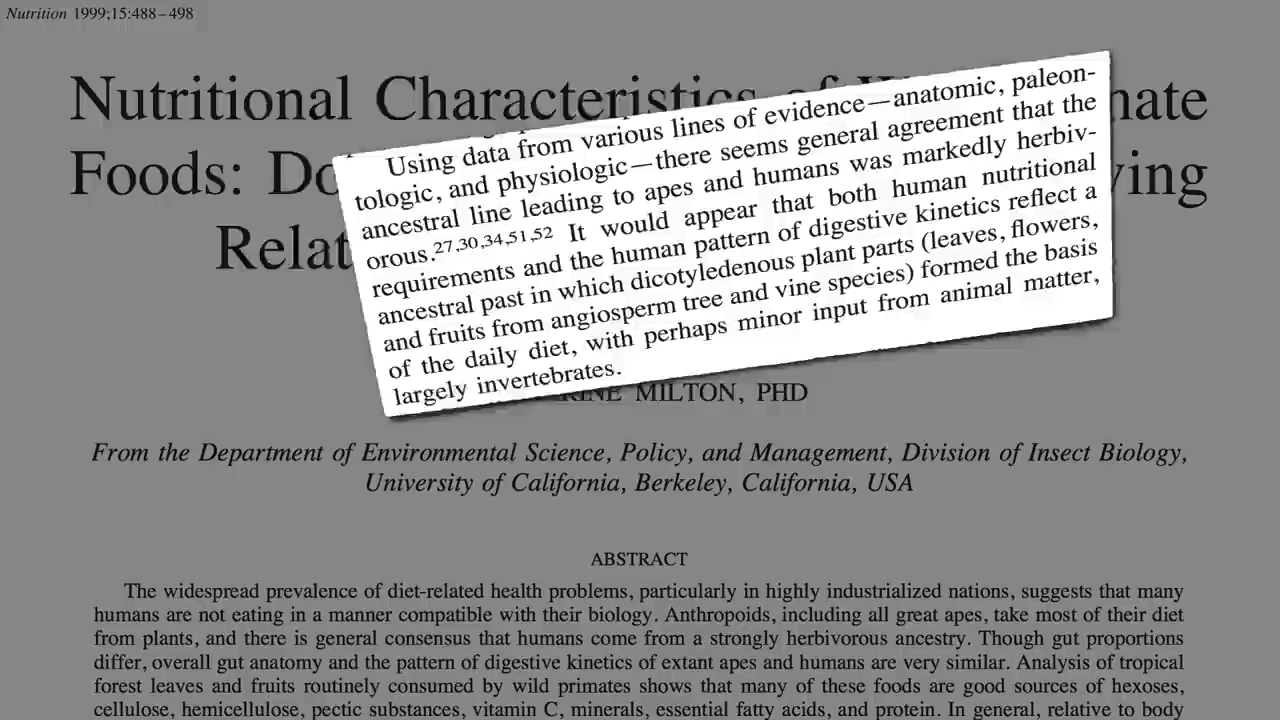 Nutrition 1999;15:488–498
Nutritional Characteristics of
Foods: Do
Relat
Using data from various lines of evidence—anatomic, paleon-
tologic, and physiologic—there seems general agreement that the
ancestral line leading to apes and humans was markedly herbiv-
orous.27,30,34,51,52 It would appear that both human nutritional
requirements and the human pattern of digestive kinetics reflect a
ancestral past in which dicotyledenous plant parts (leaves, flowers,
and fruits from angiosperm tree and vine species) formed the basis
of the daily diet, with perhaps minor input from animal matter,
largely invertebrates.
MILTON, PHD
From the Department of Environmental Science, Policy, and Management, Division of Insect Biology,
University of California, Berkeley, California, USA
ABSTRACT
The widespread prevalence of diet-related health problems, particularly in highly industrialized nations, suggests that many
humans are not eating in a manner compatible with their biology. Anthropoids, including all great apes, take most of their diet
from plants, and there is general consensus that humans come from a strongly herbivorous ancestry. Though gut proportions
differ, overall gut anatomy and the pattern of digestive kinetics of extant apes and humans are very similar. Analysis of tropical
forest leaves and fruits routinely consumed by wild primates shows that many of these foods are good sources of hexoses,
cellulose, hemicellulose, pectic substances, vitamin C, minerals, essential fatty acids, and protein. In general, relative to body